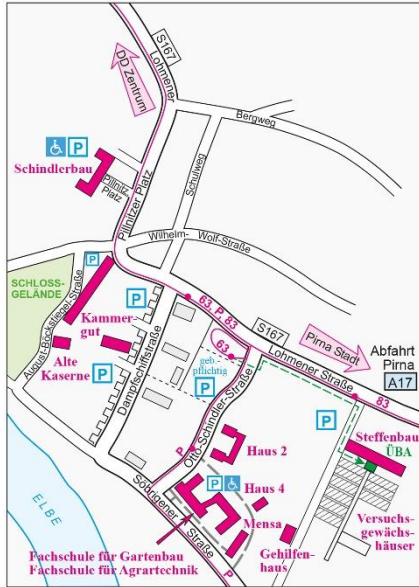 S167
Lohmener
DD Zentrum
Bergweg
P
Schindlerbau
Pillnitz.
Platz
Pillnitzer Platz
Schulweg
Wilhelm-
Wolf-Straße
P
SCHLOSS-
GELÄNDE
August-Böckstiegel-Straße
P
63, P, 83
S167
Kammer-
gut
Dampfschiffstraße
63
Pirna Stadt
Abfahrt
Pirna
A17
geb.-
pflichtig
Lohmener Straße
Alte
Kaserne
P
P
Otto-Schindler-Straße
P
83
Steffenbau
ÜBA
Haus 2
P
P
Haus 4
Versuchs-
gewächs-
häuser
Mensa
ELBE
Söbrigener Straße
Gehilfen-
haus
Fachschule für Gartenbau
Fachschule für Agrartechnik
P